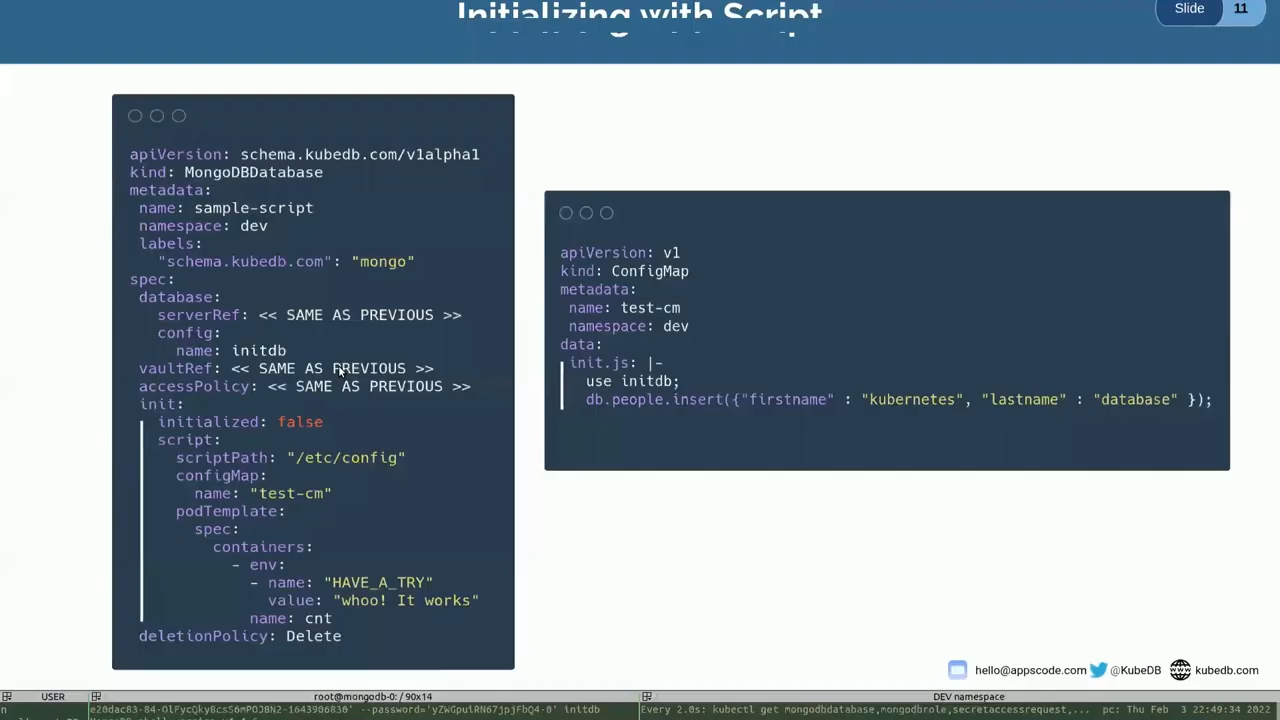 Initializing with Script
Slide 11
apiVersion: schema.kubedb.com/v1alpha1
kind: MongoDBDatabase
metadata:
 name: sample-script
 namespace: dev
 labels:
   "schema.kubedb.com": "mongo"
spec:
 database:
   serverRef: << SAME AS PREVIOUS >>
   config:
     name: initdb
 vaultRef: << SAME AS PREVIOUS >>
 accessPolicy: << SAME AS PREVIOUS >>
 init:
   initialized: false
   script:
     scriptPath: "/etc/config"
     configMap:
       name: "test-cm"
     podTemplate:
       spec:
         containers:
           - env:
             - name: "HAVE_A_TRY"
               value: "whoo! It works"
             name: cnt
 deletionPolicy: Delete
apiVersion: v1
kind: ConfigMap
metadata:
 name: test-cm
 namespace: dev
data:
 init.js: |-
   use initdb;
   db.people.insert({"firstname" : "kubernetes", "lastname" : "database" });
hello@appscode.com @KubeDB kubedb.com
USER root@mongodb-0: / 90x14 DEV namespace
initdb
Every 2.0s: kubectl get mongodbdatabase,mongodbrole,secretaccessrequest,... pc: Thu Feb 3 22:49:34 2022